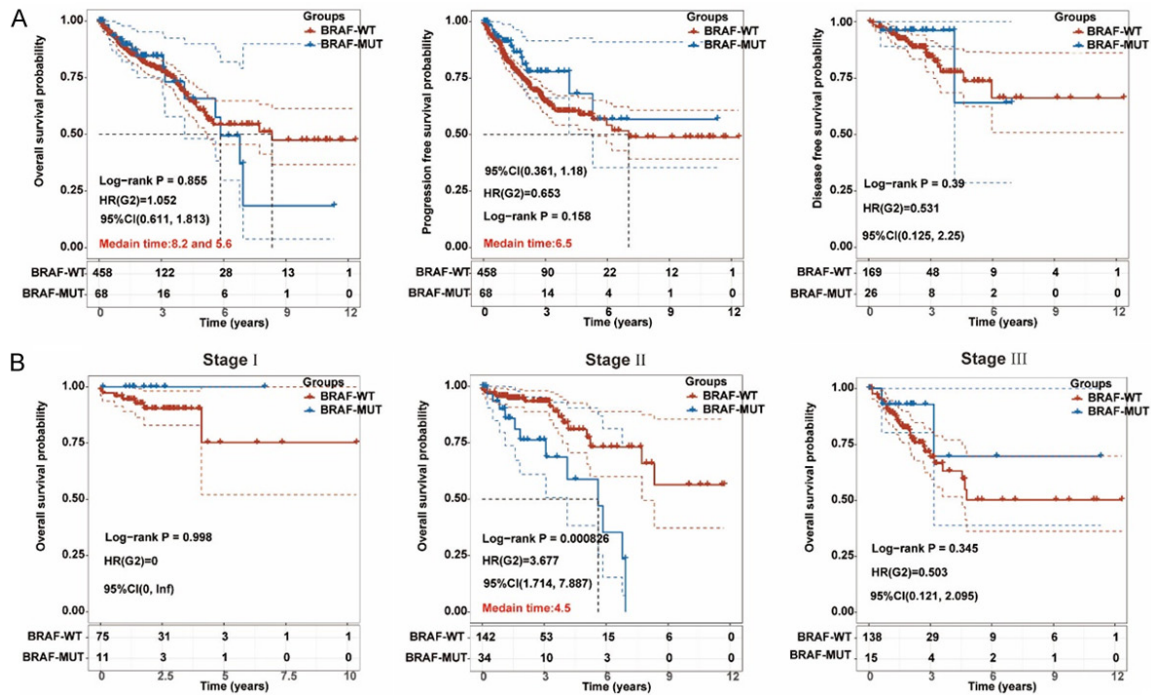 A
Groups
BRAF-WT
BRAF-MUT
Overall survival probability
1.00
0.75
0.50
0.25
0.00
Log-rank P = 0.855
HR(G2)=1.052
95%CI(0.611, 1.813)
Medain time:8.2 and 5.6
BRAF-WT 458 122 28 13 1
BRAF-MUT 68 16 6 1 0
0 3 6 9 12
Time (years)
Groups
BRAF-WT
BRAF-MUT
Progression free survival probability
1.00
0.75
0.50
0.25
0.00
95%CI(0.361, 1.18)
HR(G2)=0.653
Log-rank P = 0.158
Medain time:6.5
BRAF-WT 458 90 22 12 1
BRAF-MUT 68 14 4 1 0
0 3 6 9 12
Time (years)
Groups
BRAF-WT
BRAF-MUT
Disease free survival probability
1.00
0.75
0.50
0.25
0.00
Log-rank P = 0.39
HR(G2)=0.531
95%CI(0.125, 2.25)
BRAF-WT 169 48 9 4 1
BRAF-MUT 26 8 2 0 0
0 3 6 9 12
Time (years)
B
Stage I
Groups
BRAF-WT
BRAF-MUT
Overall survival probability
1.00
0.75
0.50
0.25
0.00
Log-rank P = 0.998
HR(G2)=0
95%CI(0, Inf)
BRAF-WT 75 31 3 1 1
BRAF-MUT 11 3 1 0 0
0 2.5 5 7.5 10
Time (years)
Stage II
Groups
BRAF-WT
BRAF-MUT
Overall survival probability
1.00
0.75
0.50
0.25
0.00
Log-rank P = 0.000826
HR(G2)=3.677
95%CI(1.714, 7.887)
Medain time:4.5
BRAF-WT 142 53 15 6 0
BRAF-MUT 34 10 3 0 0
0 3 6 9 12
Time (years)
Stage III
Groups
BRAF-WT
BRAF-MUT
Overall survival probability
1.00
0.75
0.50
0.25
0.00
Log-rank P = 0.345
HR(G2)=0.503
95%CI(0.121, 2.095)
BRAF-WT 138 29 9 6 1
BRAF-MUT 15 4 2 1 0
0 3 6 9 12
Time (years)